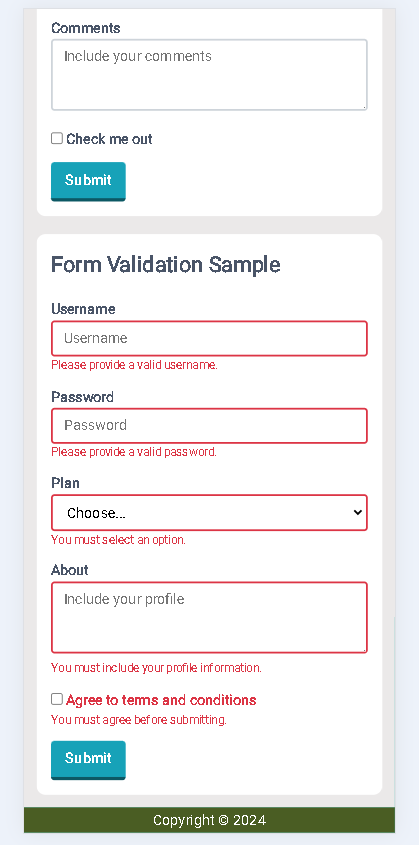 Comments
Include your comments
Check me out
Submit
Form Validation Sample
Username
Username
Please provide a valid username.
Password
Password
Please provide a valid password.
Plan
Choose...
You must select an option.
About
Include your profile
You must include your profile information.
Agree to terms and conditions
You must agree before submitting.
Submit
Copyright © 2024